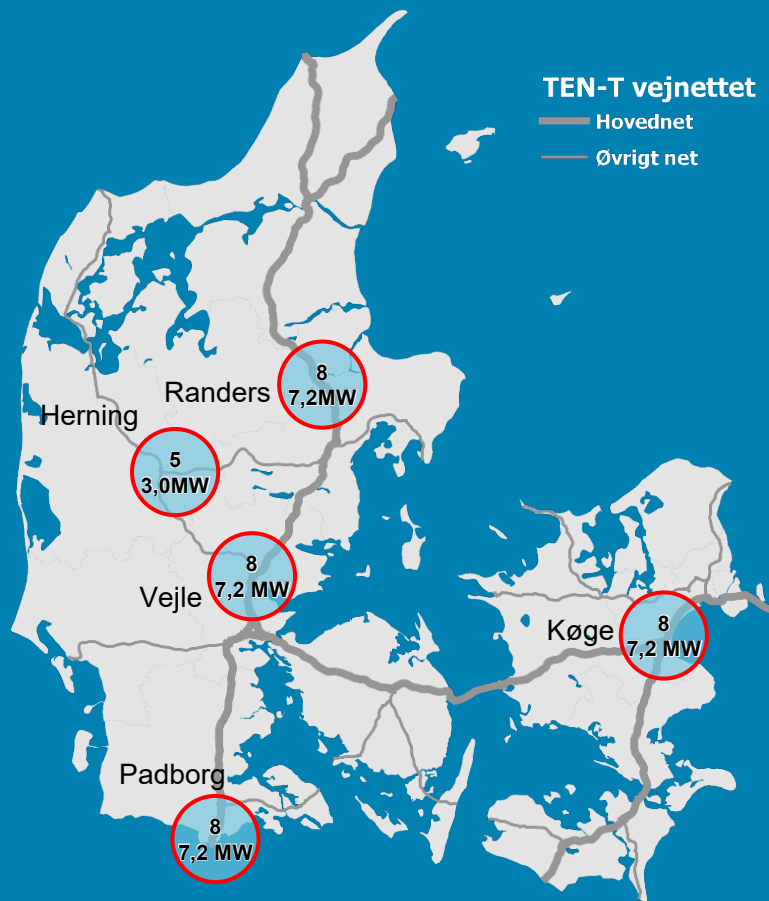 TEN-T vejnettet
Hovednet
Øvrigt net
Randers
8
7,2MW
Herning
5
3,0MW
Vejle
8
7,2 MW
Køge
8
7,2 MW
Padborg
8
7,2 MW